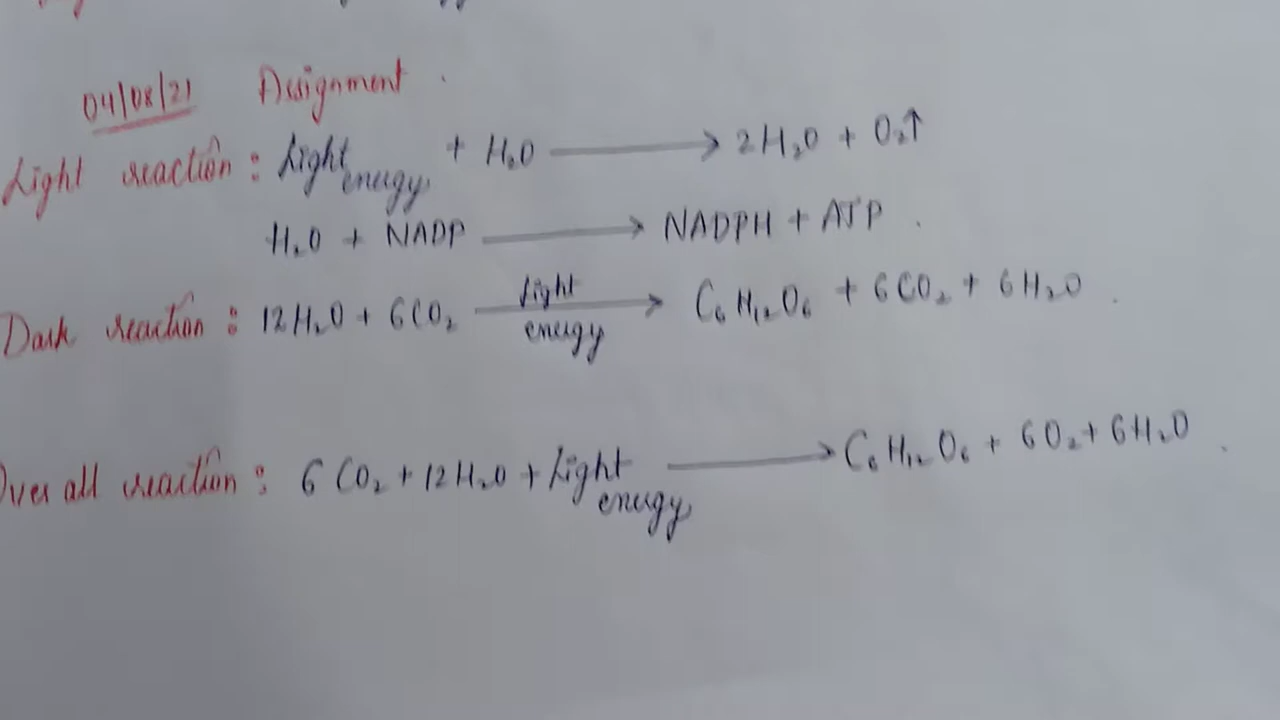 04/08/21 Assignment
Light reaction : Light energy + H₂O ⟶ 2H₂O + O₂↑
H₂O + NADP ⟶ NADPH + ATP .
Dark reaction : 12H₂O + 6CO₂ light energy ⟶ C₆H₁₂O₆ + 6CO₂ + 6H₂O .
Over all reaction : 6CO₂ + 12H₂O + Light energy ⟶ C₆H₁₂O₆ + 6O₂ + 6H₂O .